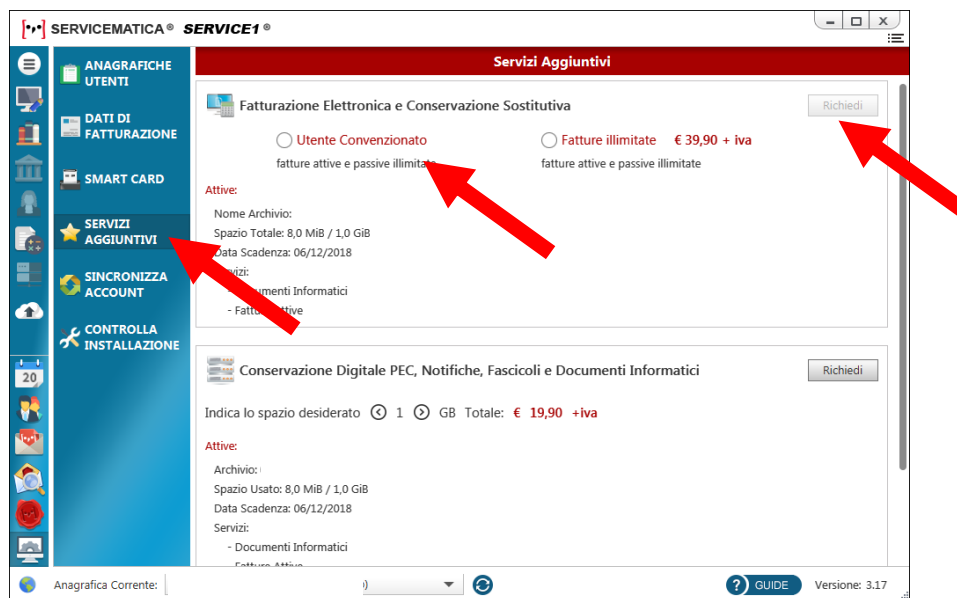 SERVICEMATICA® SERVICE1®
Servizi Aggiuntivi
ANAGRAFICHE
UTENTI
DATI DI
FATTURAZIONE
SMART CARD
SERVIZI
AGGIUNTIVI
SINCRONIZZA
ACCOUNT
CONTROLLA
INSTALLAZIONE
20
Fatturazione Elettronica e Conservazione Sostitutiva
Richiedi
Utente Convenzionato
Fatture illimitate € 39,90 + iva
fatture attive e passive illimitate
fatture attive e passive illimitate
Attive:
Nome Archivio:
Spazio Totale: 8,0 MiB / 1,0 GiB
Data Scadenza: 06/12/2018
Servizi:
- Documenti Informatici
- Fatture Attive
Conservazione Digitale PEC, Notifiche, Fascicoli e Documenti Informatici
Richiedi
Indica lo spazio desiderato 1 GB Totale: € 19,90 +iva
Attive:
Archivio:
Spazio Usato: 8,0 MiB / 1,0 GiB
Data Scadenza: 06/12/2018
Servizi:
- Documenti Informatici
- Fatture Attive
Anagrafica Corrente:
? GUIDE
Versione: 3.17